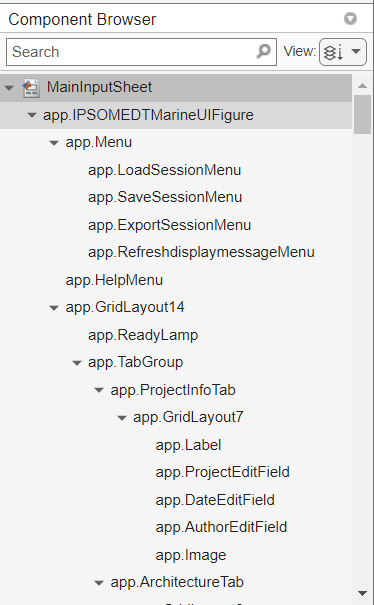 Component Browser
Search View:
MainInputSheet
app.IPSOMEDTMarineUIFigure
app.Menu
app.LoadSessionMenu
app.SaveSessionMenu
app.ExportSessionMenu
app.RefreshdisplaymessageMenu
app.HelpMenu
app.GridLayout14
app.ReadyLamp
app.TabGroup
app.ProjectInfoTab
app.GridLayout7
app.Label
app.ProjectEditField
app.DateEditField
app.AuthorEditField
app.Image
app.ArchitectureTab